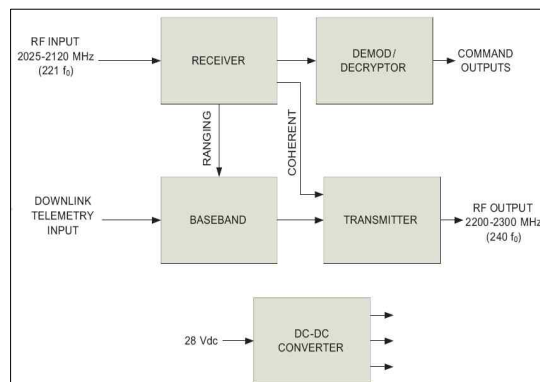 RF INPUT
2025-2120 MHz
(221 f₀)
RECEIVER
DEMOD/
DECRYPTOR
COMMAND
OUTPUTS
RANGING
COHERENT
DOWNLINK
TELEMETRY
INPUT
BASEBAND
TRANSMITTER
RF OUTPUT
2200-2300 MHz
(240 f₀)
28 Vdc
DC-DC
CONVERTER